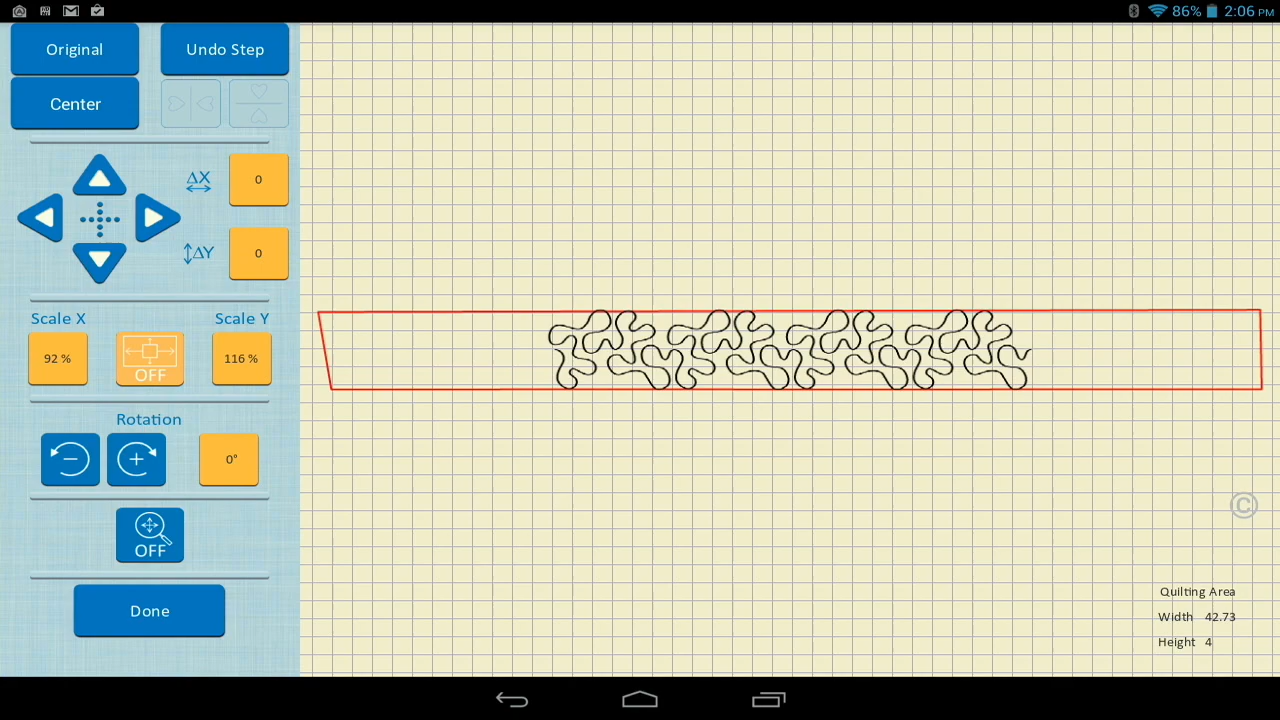 86% 2:06 PM
Original
Undo Step
Center
ΔX
0
ΔY
0
Scale X
Scale Y
92 %
OFF
116 %
Rotation
0°
OFF
Done
©
Quilting Area
Width 42.73
Height 4